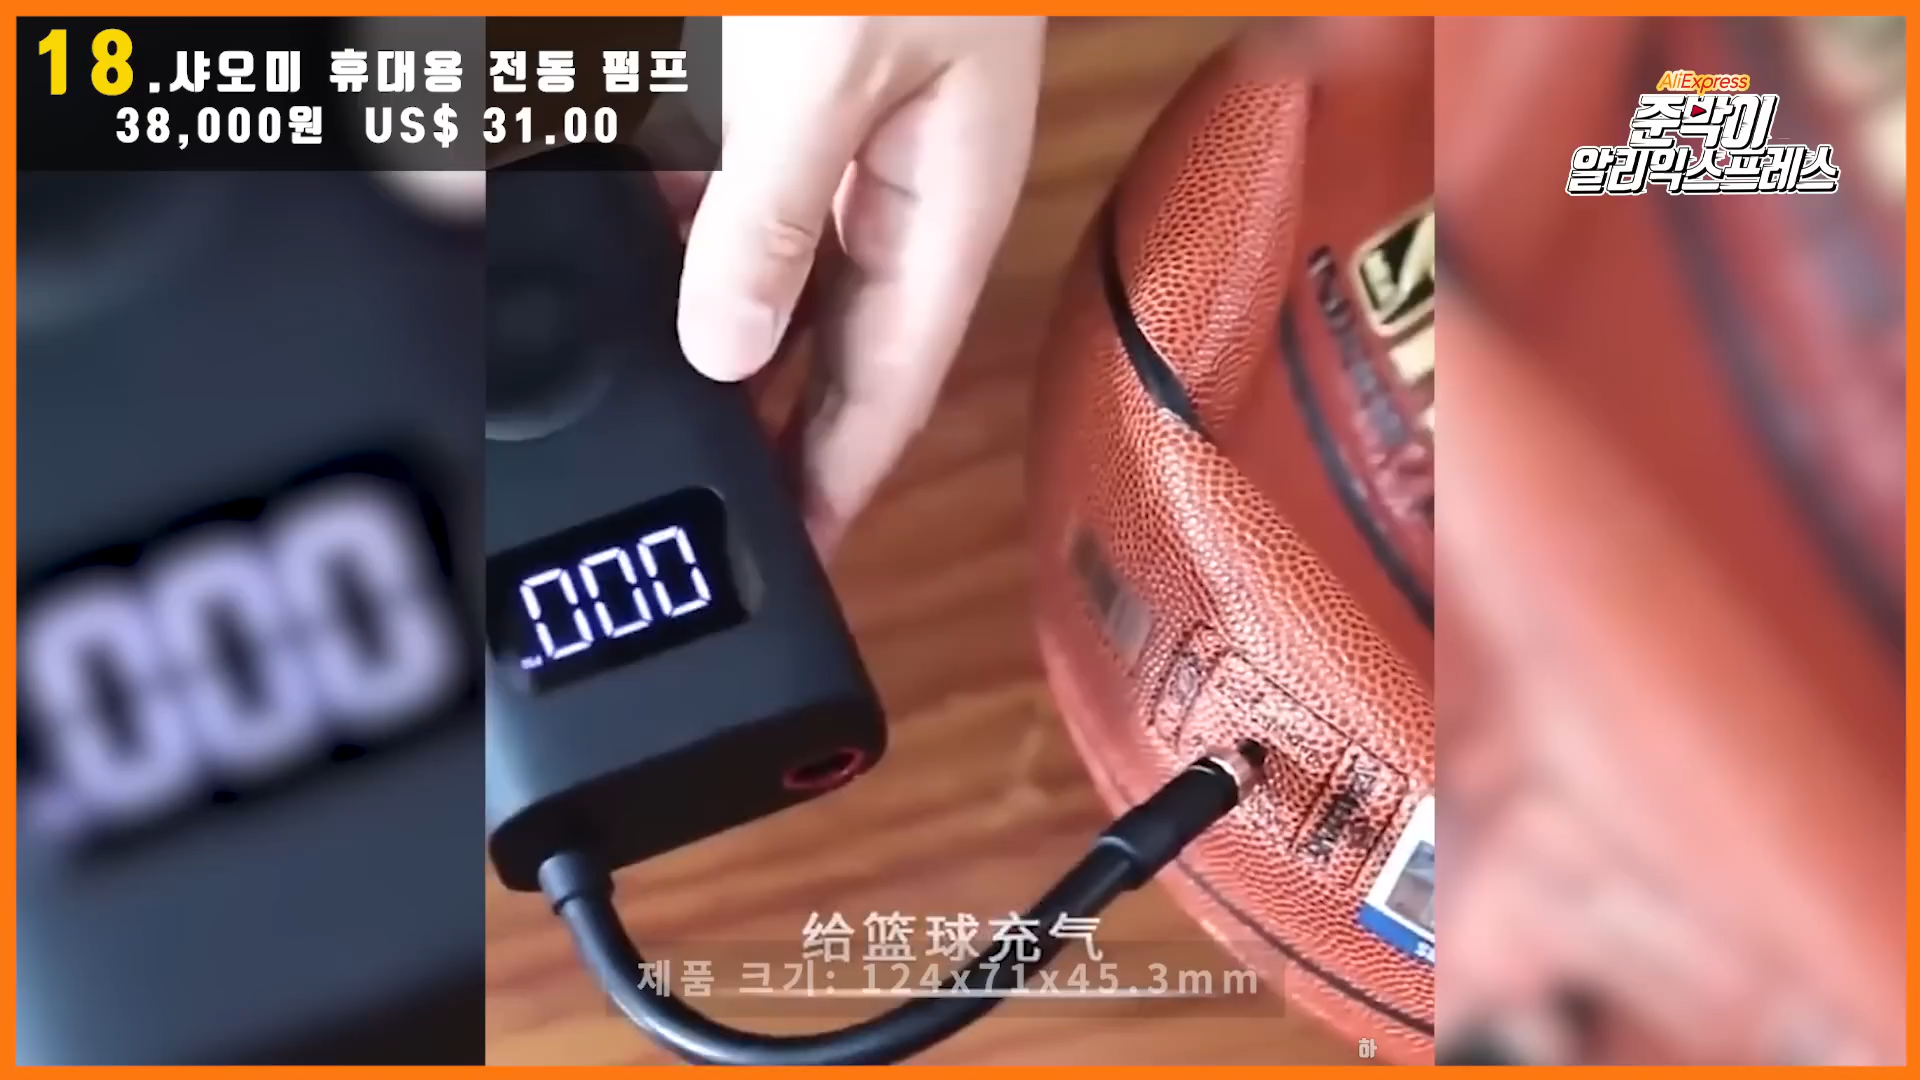 18.샤오미 휴대용 전동 펌프
38,000원 US$ 31.00
AliExpress
준박이
알리익스프레스
.000
给篮球充气
제품 크기: 124x71x45.3mm
하